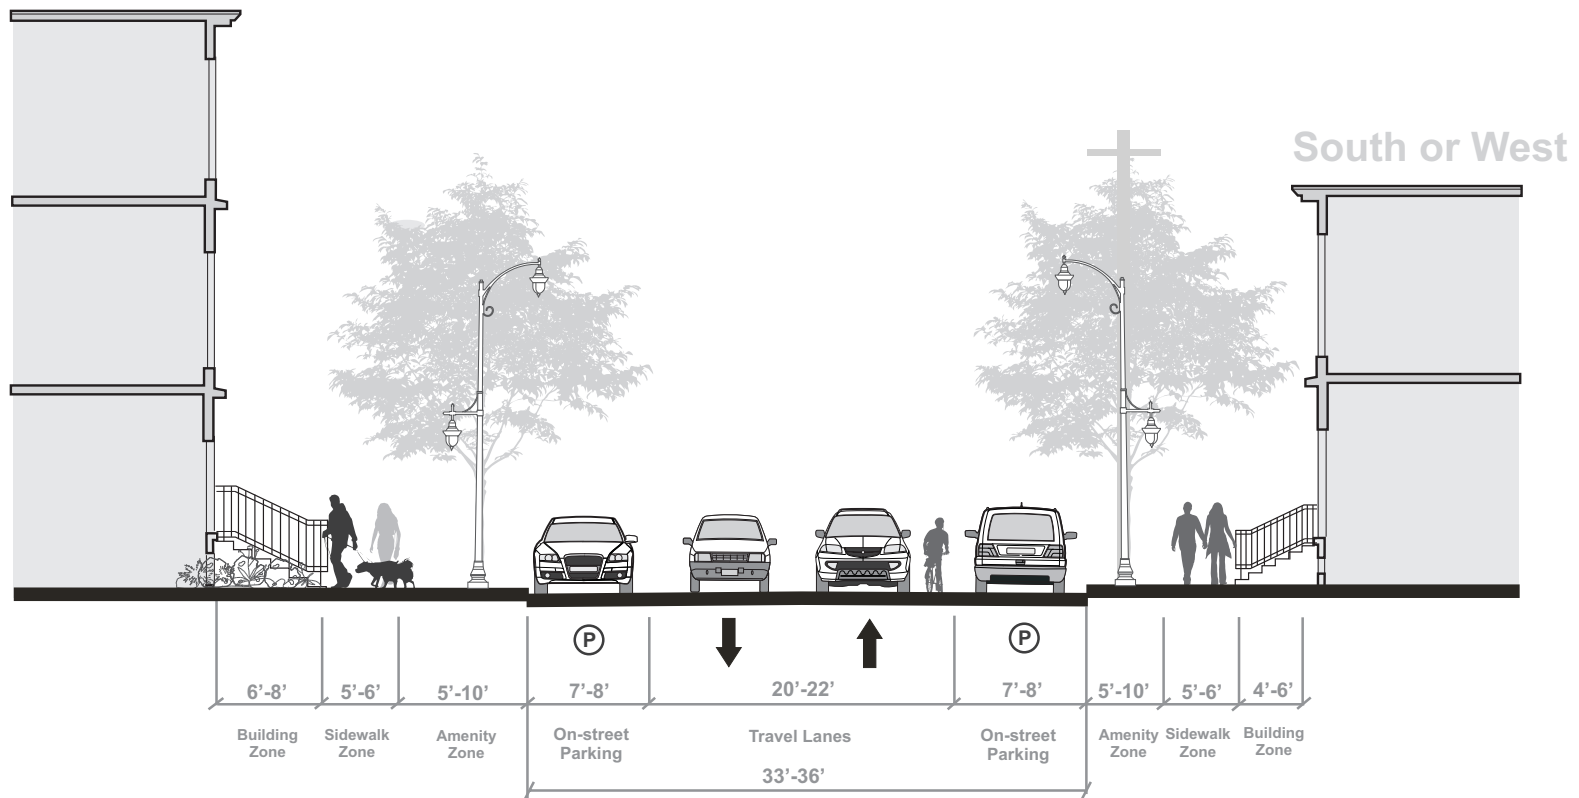 South or West
P
P
6’-8’
5’-6’
5’-10’
7’-8’
20’-22’
7’-8’
5’-10’
5’-6’
4’-6’
Building
Zone
Sidewalk
Zone
Amenity
Zone
On-street
Parking
Travel Lanes
On-street
Parking
Amenity
Zone
Sidewalk
Zone
Building
Zone
33’-36’